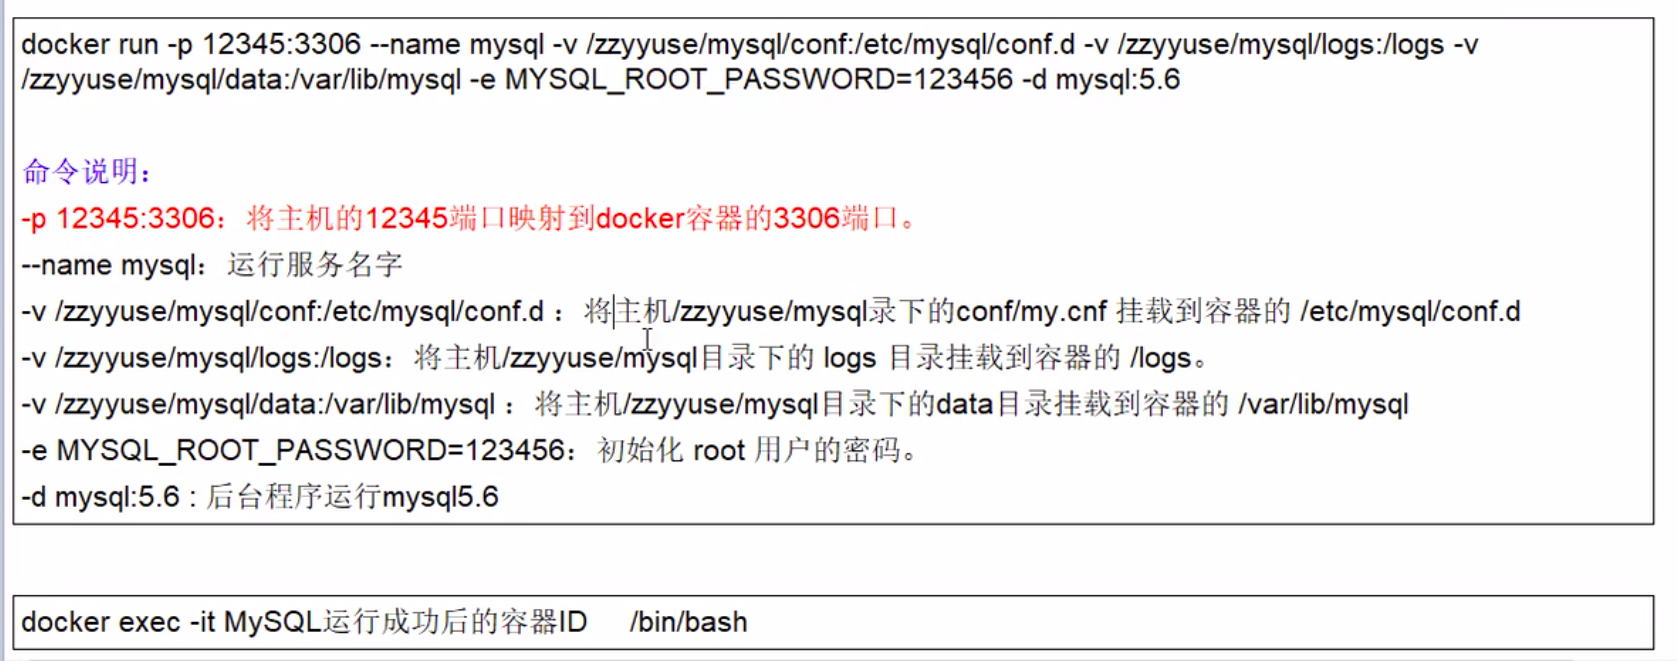 docker run -p 12345:3306 --name mysql -v /zzyyuse/mysql/conf:/etc/mysql/conf.d -v /zzyyuse/mysql/logs:/logs -v
/zzyyuse/mysql/data:/var/lib/mysql -e MYSQL_ROOT_PASSWORD=123456 -d mysql:5.6
命令说明：
-p 12345:3306：将主机的12345端口映射到docker容器的3306端口。
--name mysql：运行服务名字
-v /zzyyuse/mysql/conf:/etc/mysql/conf.d ：将主机/zzyyuse/mysql录下的conf/my.cnf 挂载到容器的 /etc/mysql/conf.d
-v /zzyyuse/mysql/logs:/logs：将主机/zzyyuse/mysql目录下的 logs 目录挂载到容器的 /logs。
-v /zzyyuse/mysql/data:/var/lib/mysql ：将主机/zzyyuse/mysql目录下的data目录挂载到容器的 /var/lib/mysql
-e MYSQL_ROOT_PASSWORD=123456：初始化 root 用户的密码。
-d mysql:5.6 : 后台程序运行mysql5.6
docker exec -it MySQL运行成功后的容器ID /bin/bash